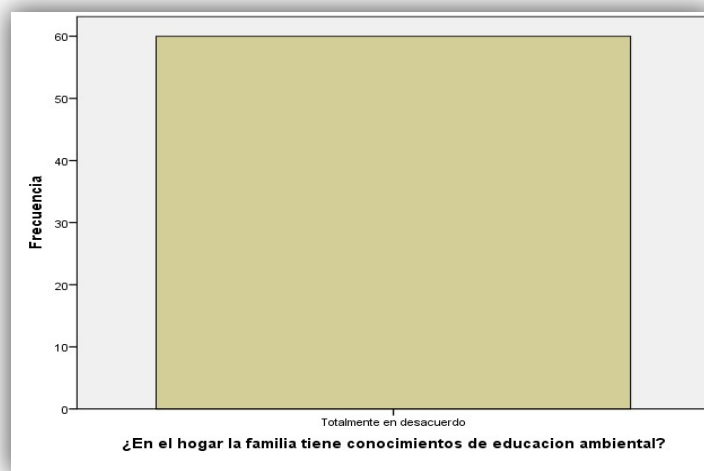 60
50
40
30
20
10
0
Frecuencia
Totalmente en desacuerdo
¿En el hogar la familia tiene conocimientos de educacion ambiental?